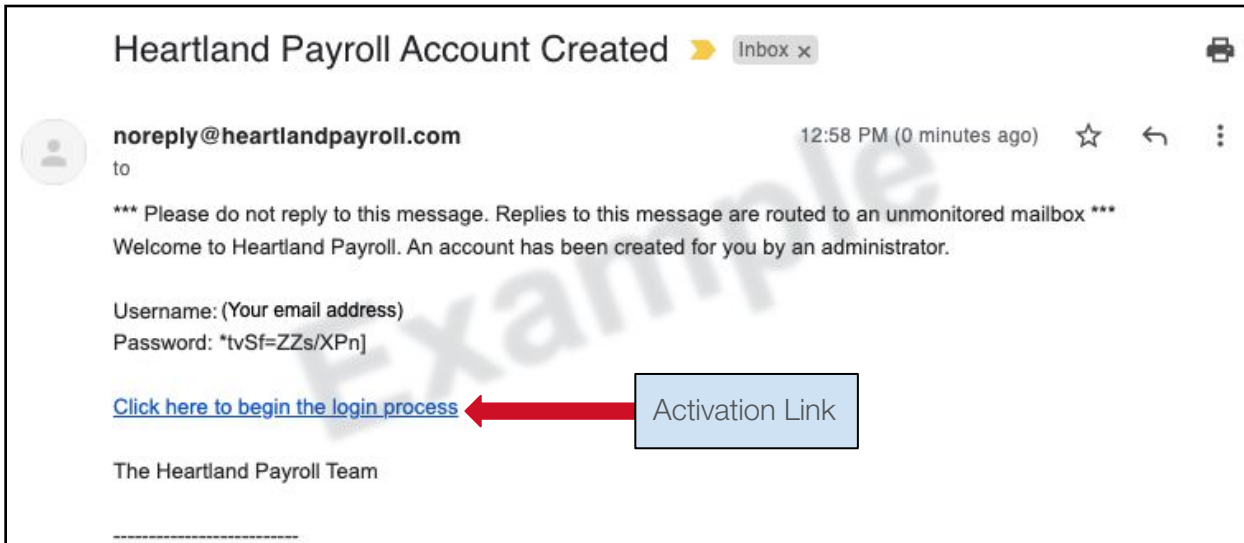 Heartland Payroll Account Created Inbox x
noreply@heartlandpayroll.com 12:58 PM (0 minutes ago)
to
*** Please do not reply to this message. Replies to this message are routed to an unmonitored mailbox ***
Welcome to Heartland Payroll. An account has been created for you by an administrator.
Example
Username: (Your email address)
Password: *tvSf=ZZs/XPn]
Click here to begin the login process Activation Link
The Heartland Payroll Team
--------------------------